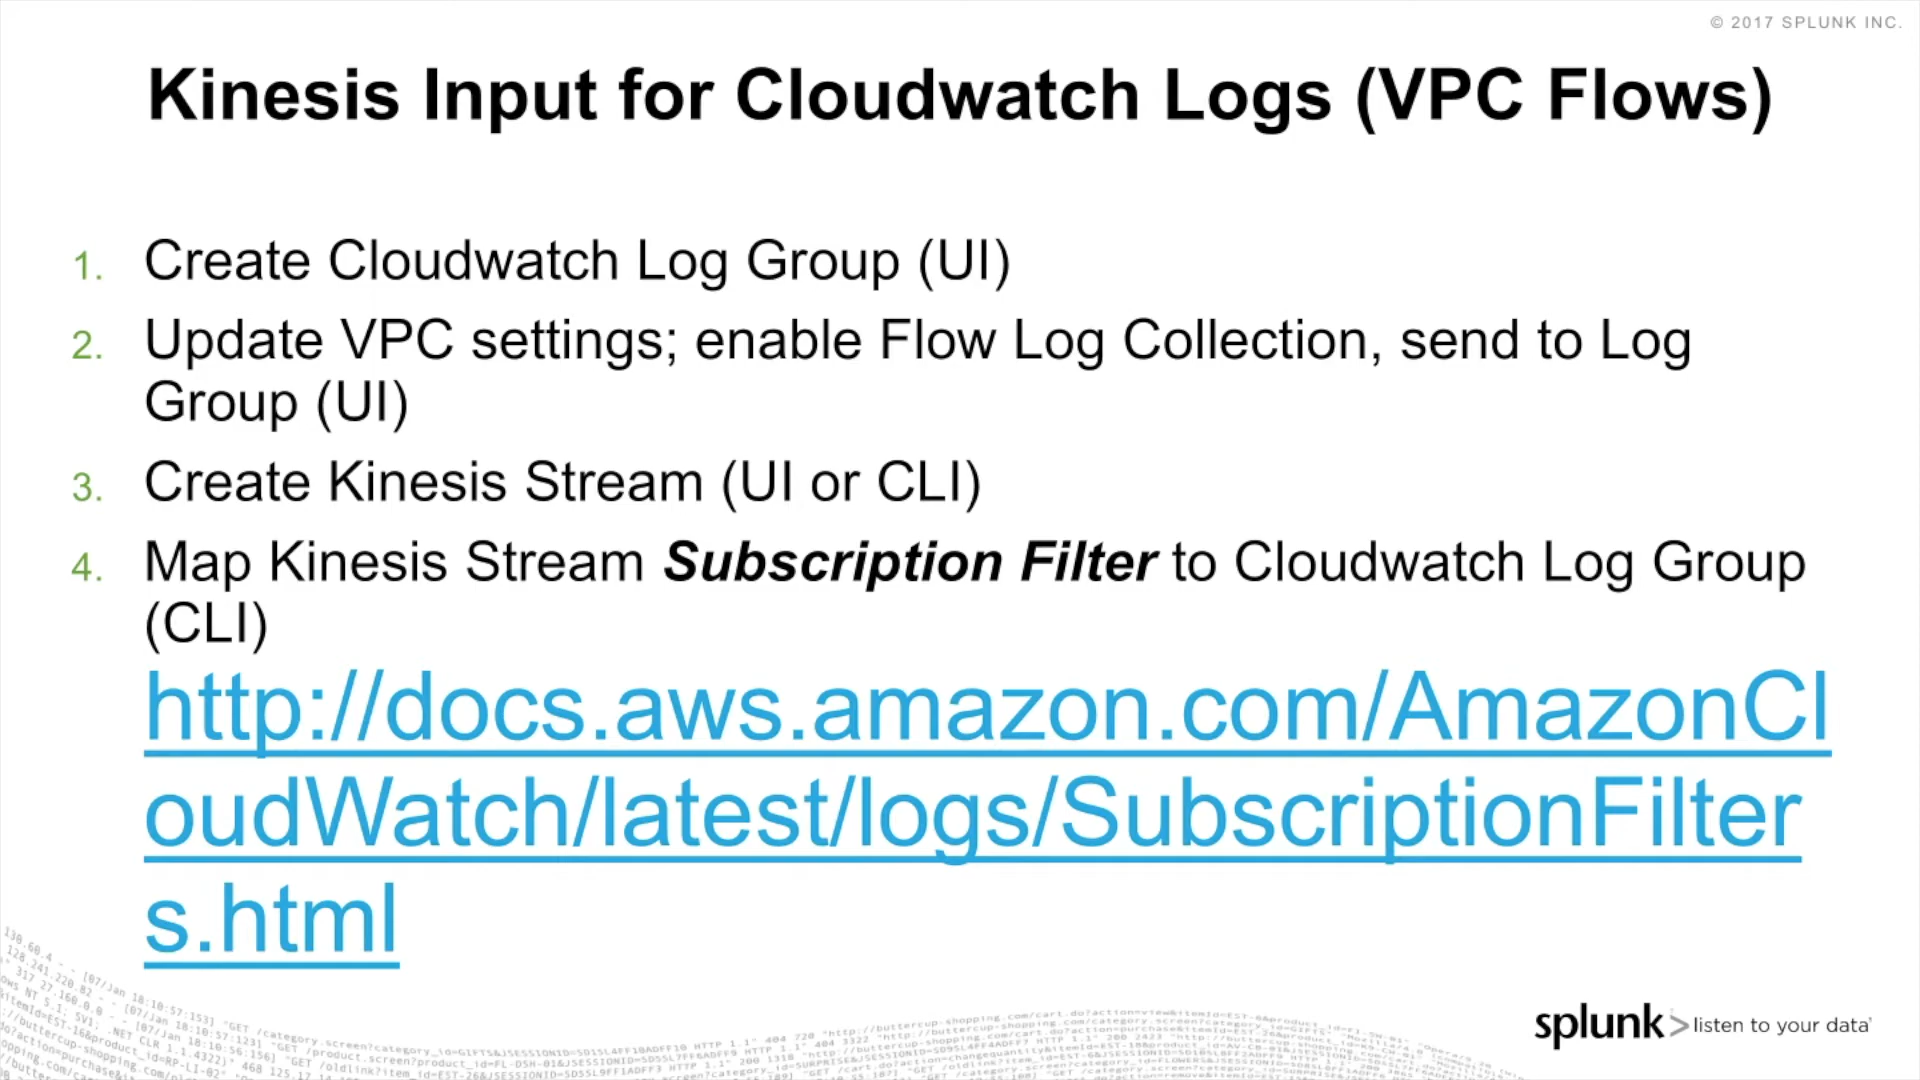 © 2017 SPLUNK INC.
Kinesis Input for Cloudwatch Logs (VPC Flows)
1. Create Cloudwatch Log Group (UI)
2. Update VPC settings; enable Flow Log Collection, send to Log
Group (UI)
3. Create Kinesis Stream (UI or CLI)
4. Map Kinesis Stream Subscription Filter to Cloudwatch Log Group
(CLI)
http://docs.aws.amazon.com/AmazonCl
oudWatch/latest/logs/SubscriptionFilter
s.html
splunk> listen to your data